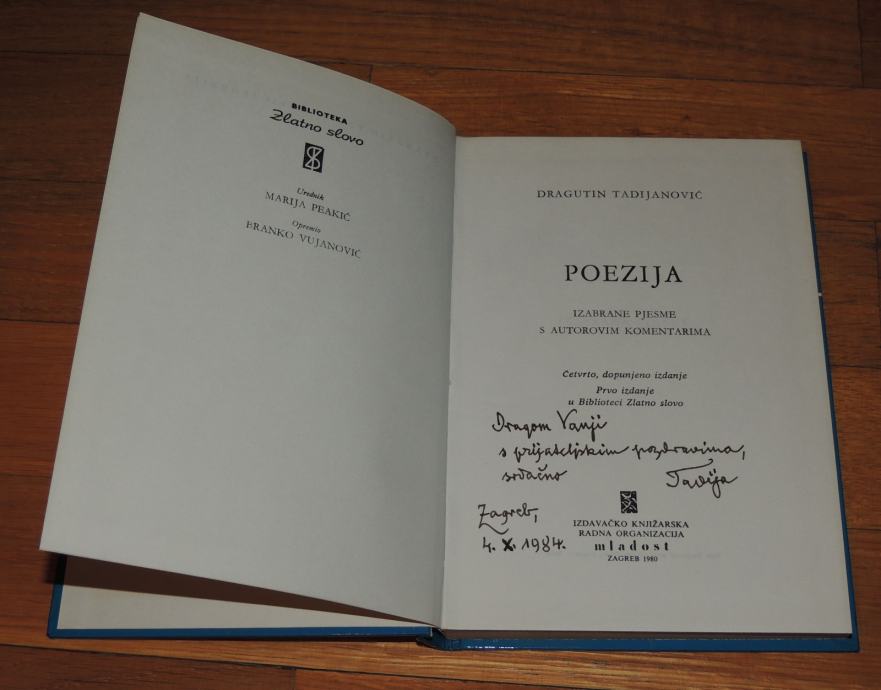 BIBLIOTEKA
Zlatno slovo
Urednik
MARIJA PEAKIĆ
Opremio
BRANKO VUJANOVIĆ
DRAGUTIN TADIJANOVIĆ
POEZIJA
IZABRANE PJESME
S AUTOROVIM KOMENTARIMA
Četvrto, dopunjeno izdanje
Prvo izdanje
u Biblioteci Zlatno slovo
Dragom Vanji
s prijateljskim pozdravima,
srdačno Tadija
Zagreb,
4. X. 1984.
IZDAVAČKO KNJIŽARSKA
RADNA ORGANIZACIJA
mladost
ZAGREB 1980